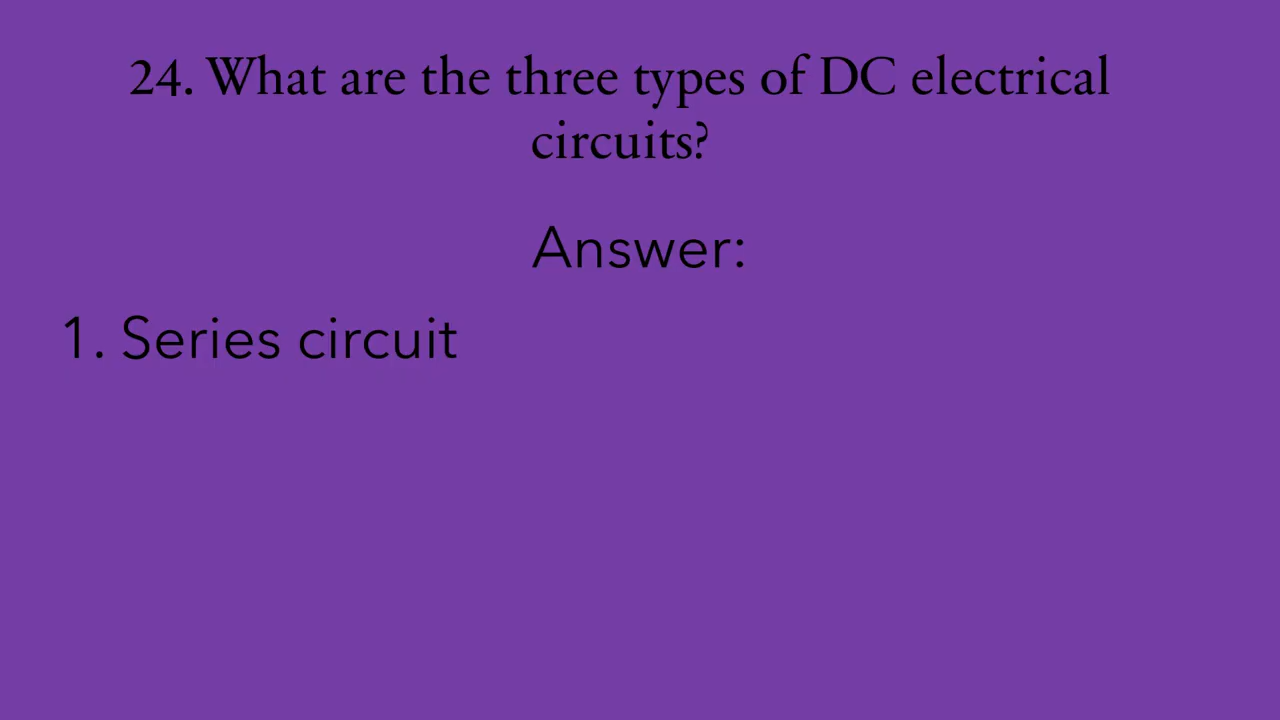 24. What are the three types of DC electrical
circuits?
Answer:
1. Series circuit